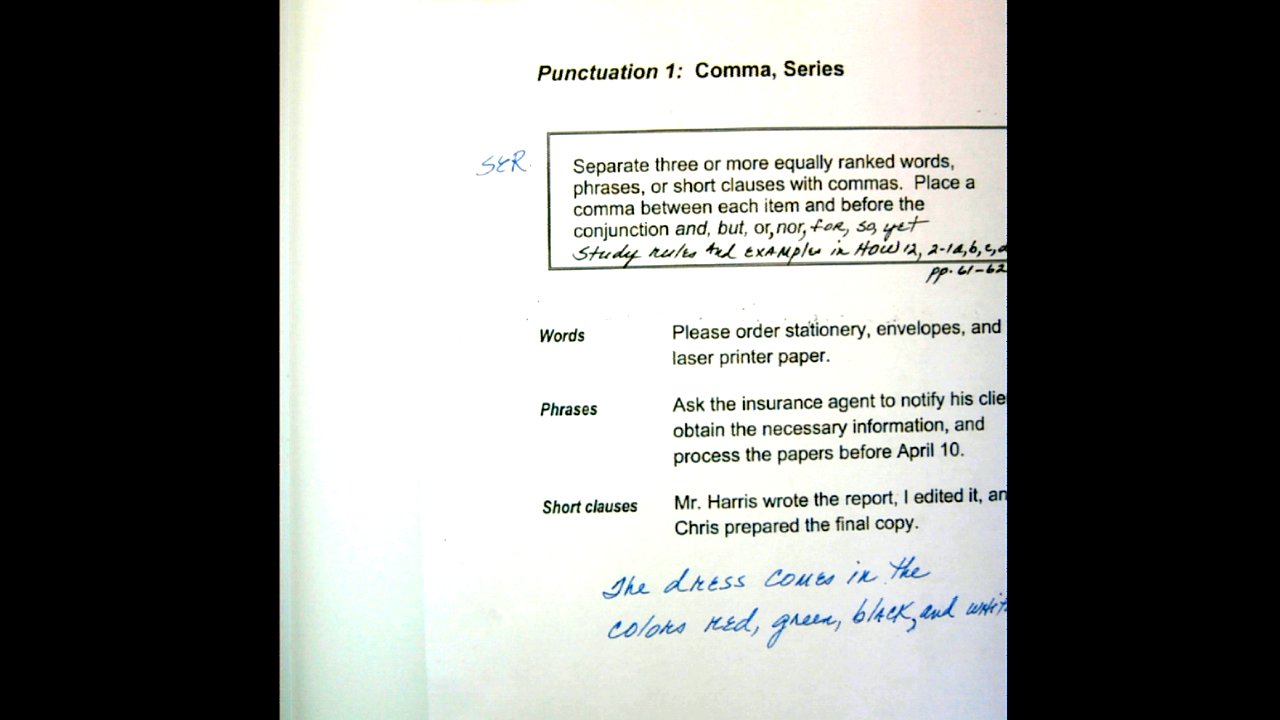 Punctuation 1: Comma, Series
SER.
Separate three or more equally ranked words,
phrases, or short clauses with commas. Place a
comma between each item and before the
conjunction and, but, or, nor, for, so, yet
Study rules and examples in HOW 12, 2-1a,b,c,d
pp. 61-62
Words
Please order stationery, envelopes, and
laser printer paper.
Phrases
Ask the insurance agent to notify his clie
obtain the necessary information, and
process the papers before April 10.
Short clauses
Mr. Harris wrote the report, I edited it, an
Chris prepared the final copy.
The dress comes in the
colors red, green, black, and whit